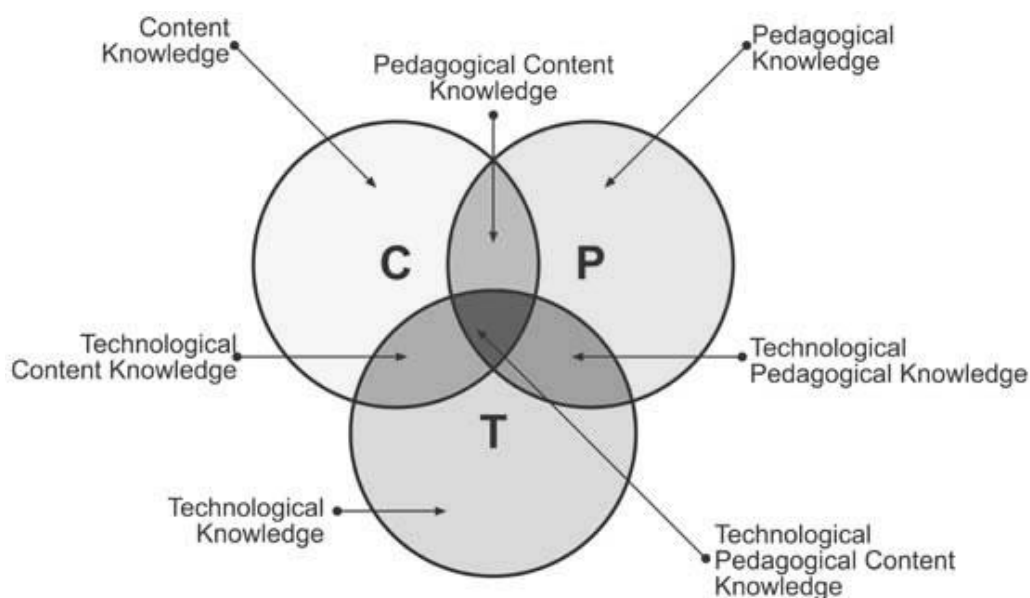 Content
Knowledge
Pedagogical Content
Knowledge
Pedagogical
Knowledge
C
P
Technological
Content Knowledge
Technological
Pedagogical Knowledge
T
Technological
Knowledge
Technological
Pedagogical Content
Knowledge